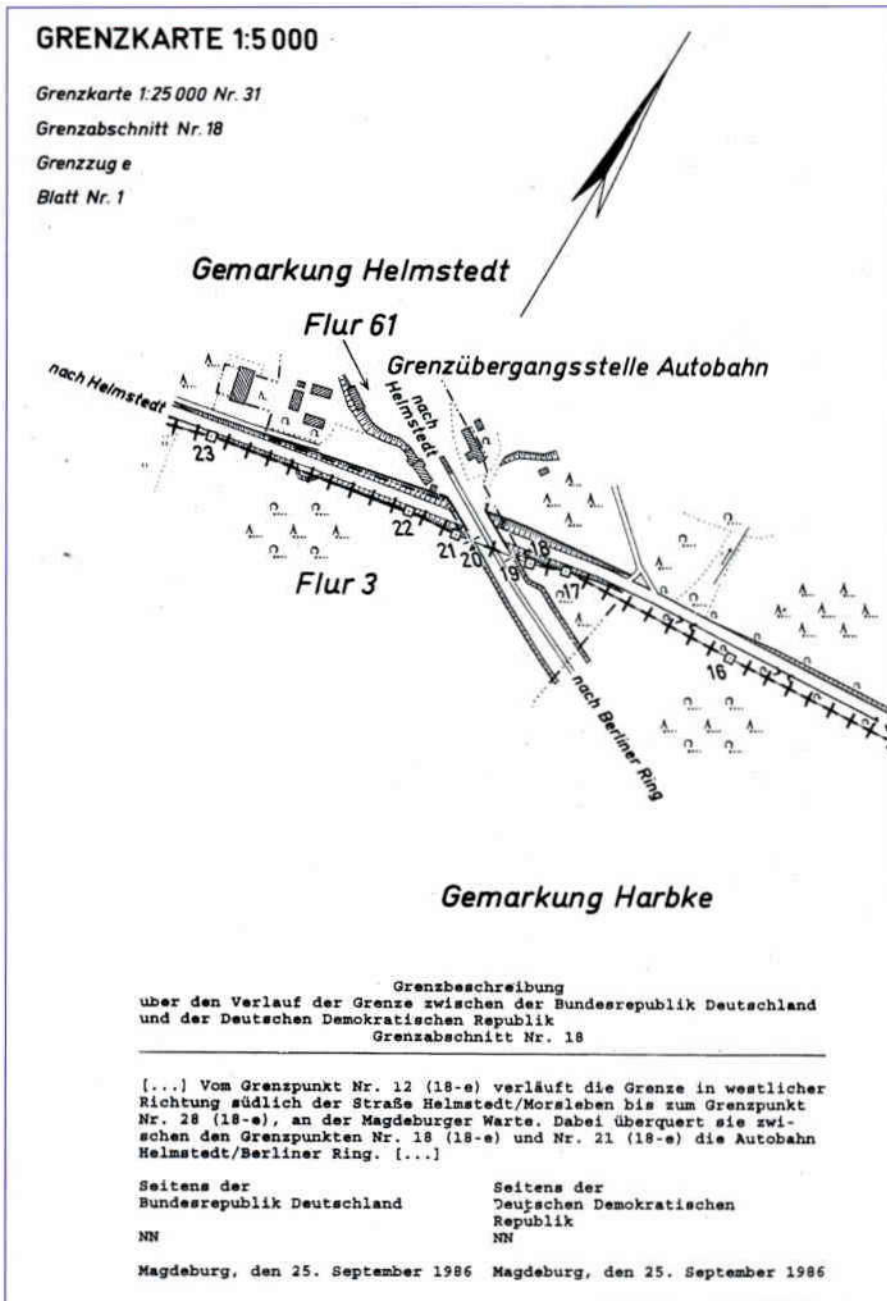 GRENZKARTE 1:5 000
Grenzkarte 1:25 000 Nr. 31
Grenzabschnitt Nr. 18
Grenzzug e
Blatt Nr. 1
Gemarkung Helmstedt
Flur 61
Grenzübergangsstelle Autobahn
nach Helmstedt
nach
Helmstedt
23
22
21
20
19
18
17
16
Flur 3
nach Berliner Ring
Gemarkung Harbke
Grenzbeschreibung
uber den Verlauf der Grenze zwischen der Bundesrepublik Deutschland
und der Deutschen Demokratischen Republik
Grenzabschnitt Nr. 18
[...] Vom Grenzpunkt Nr. 12 (18-e) verläuft die Grenze in westlicher
Richtung südlich der Straße Helmstedt/Morsleben bis zum Grenzpunkt
Nr. 28 (18-e), an der Magdeburger Warte. Dabei überquert sie zwi-
schen den Grenzpunkten Nr. 18 (18-e) und Nr. 21 (18-e) die Autobahn
Helmstedt/Berliner Ring. [...]
Seitens der
Bundesrepublik Deutschland
NN
Magdeburg, den 25. September 1986
Seitens der
Deutschen Demokratischen
Republik
NN
Magdeburg, den 25. September 1986